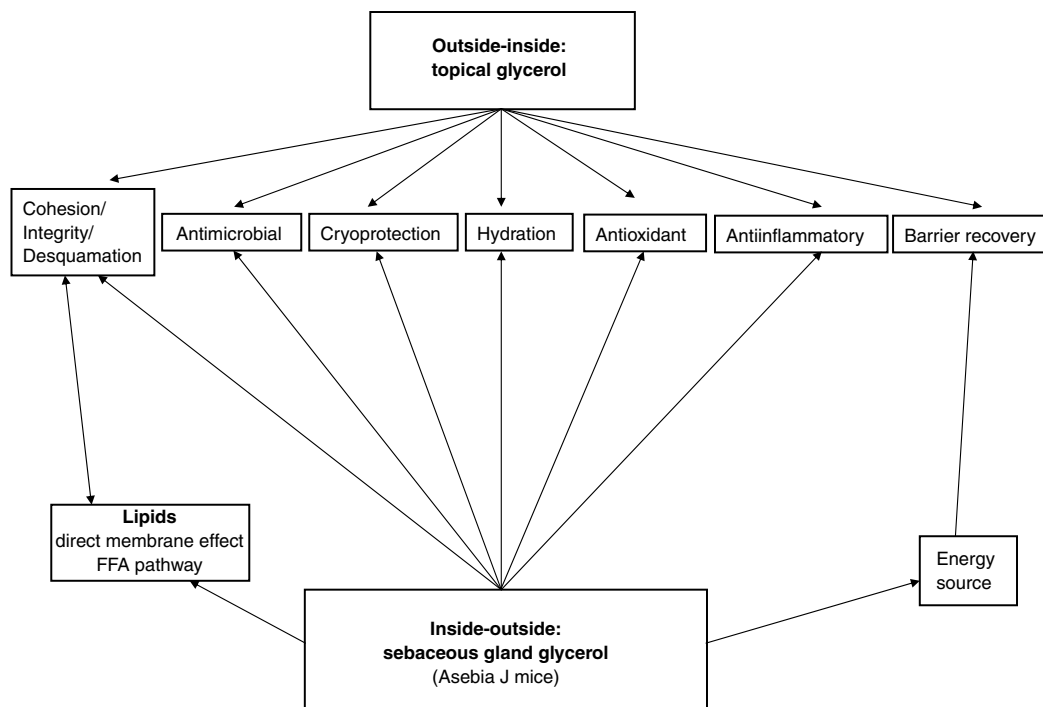 Outside-inside:
topical glycerol
Cohesion/
Integrity/
Desquamation
Antimicrobial
Cryoprotection
Hydration
Antioxidant
Antiinflammatory
Barrier recovery
Lipids
direct membrane effect
FFA pathway
Energy
source
Inside-outside:
sebaceous gland glycerol
(Asebia J mice)